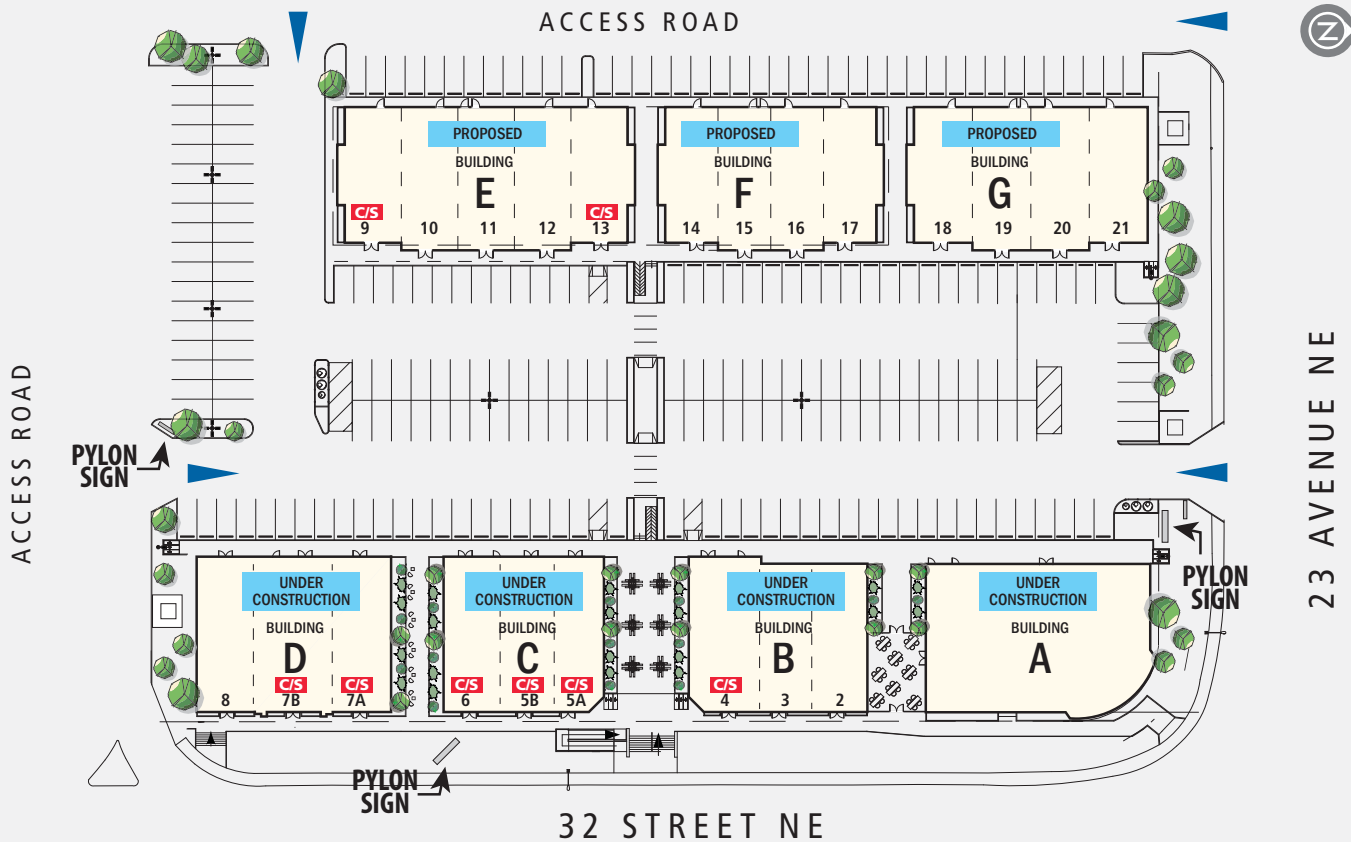 ACCESS ROAD
Z
PROPOSED
BUILDING
E
C/S
C/S
9
10
11
12
13
PROPOSED
BUILDING
F
14
15
16
17
PROPOSED
BUILDING
G
18
19
20
21
ACCESS ROAD
23 AVENUE NE
PYLON
SIGN
PYLON
SIGN
UNDER
CONSTRUCTION
BUILDING
D
C/S
C/S
8
7B
7A
UNDER
CONSTRUCTION
BUILDING
C
C/S
C/S
C/S
6
5B
5A
UNDER
CONSTRUCTION
BUILDING
B
C/S
4
3
2
UNDER
CONSTRUCTION
BUILDING
A
PYLON
SIGN
32 STREET NE